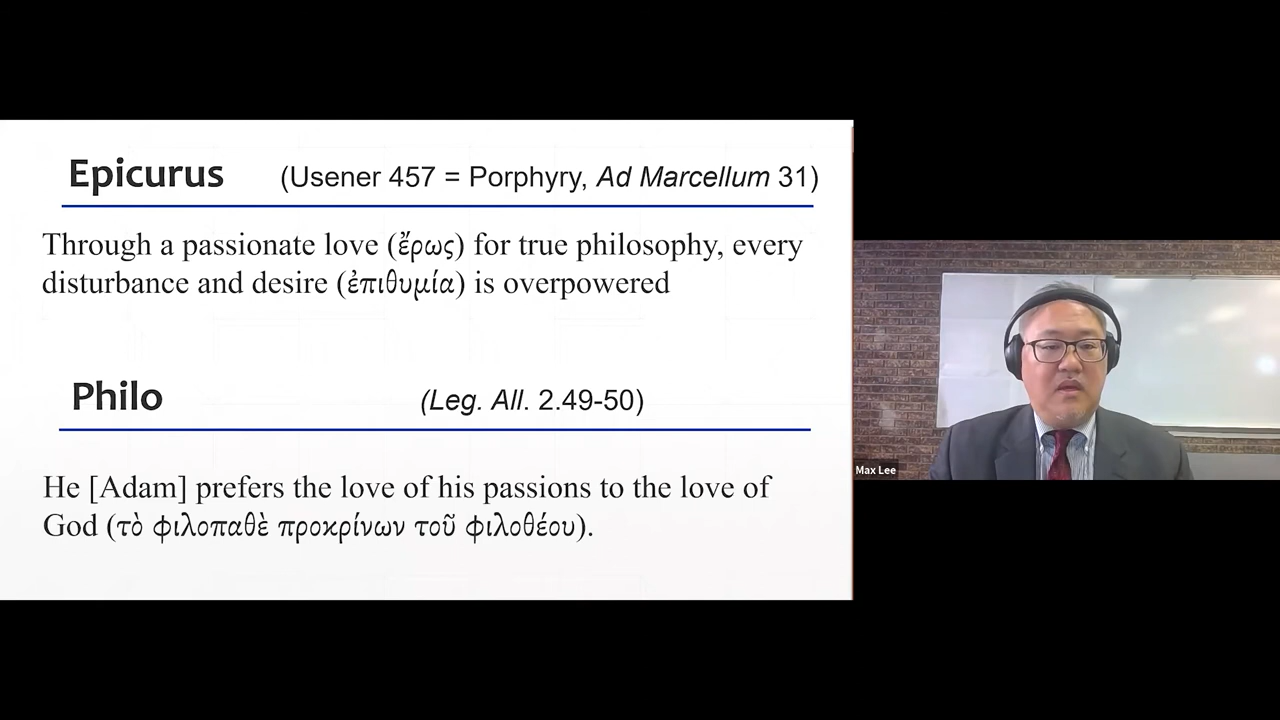 Epicurus (Usener 457 = Porphyry, Ad Marcellum 31)
Through a passionate love (ἔρως) for true philosophy, every
disturbance and desire (ἐπιθυμία) is overpowered
Philo (Leg. All. 2.49-50)
He [Adam] prefers the love of his passions to the love of
God (τὸ φιλοπαθὲ προκρίνων τοῦ φιλοθέου).
Max Lee